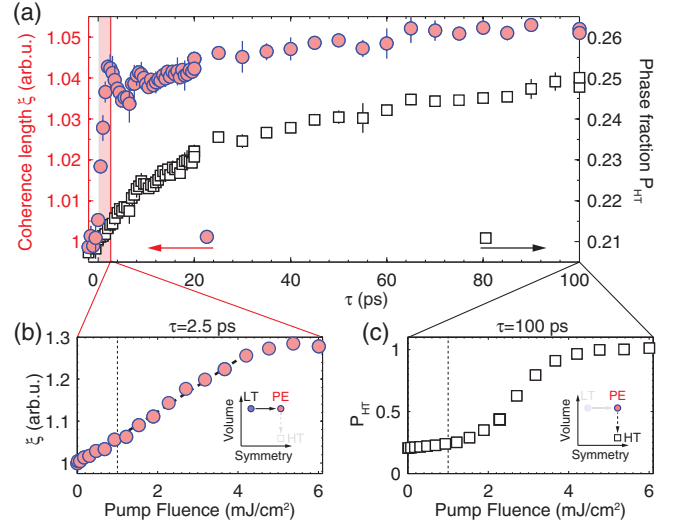 (a)
Coherence length ξ (arb.u.)
1.05
1.04
1.03
1.02
1.01
1
0.26
0.25
0.24
0.23
0.22
0.21
Phase fraction P_HT
0 20 40 60 80 100
τ (ps)
(b) τ=2.5 ps
ξ (arb.u.)
1.3
1.2
1.1
1
0 2 4 6
Pump Fluence (mJ/cm²)
LT PE
HT
Volume
Symmetry
(c) τ=100 ps
P_HT
1
0.5
0
0 2 4 6
Pump Fluence (mJ/cm²)
LT PE
HT
Volume
Symmetry